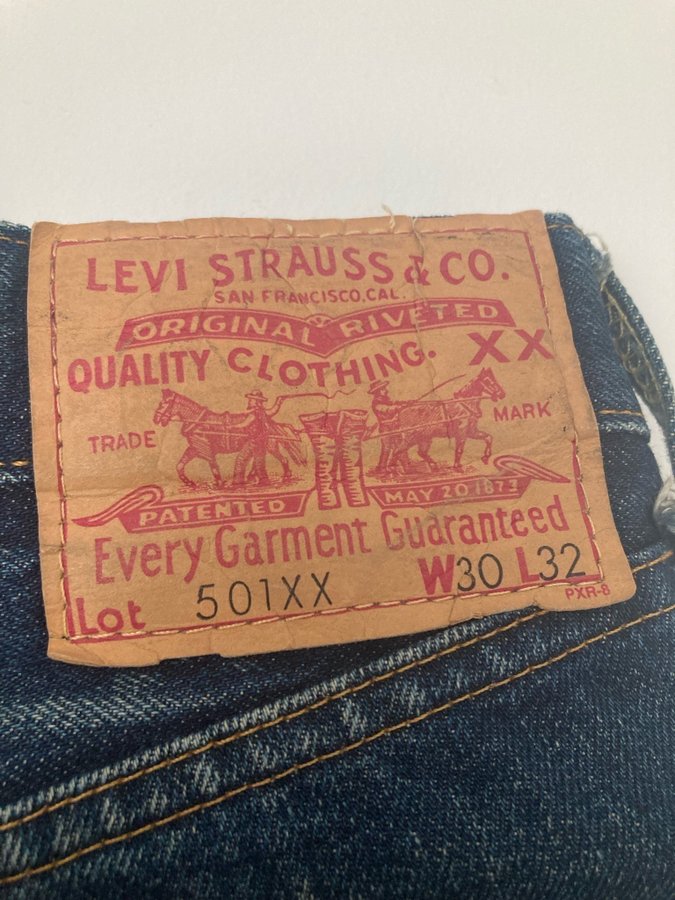 LEVI STRAUSS & CO.
SAN FRANCISCO, CAL.
ORIGINAL RIVETED
QUALITY CLOTHING. XX
TRADE MARK
PATENTED MAY 20 1873
Every Garment Guaranteed
Lot 501XX W30 L32
PXR-8